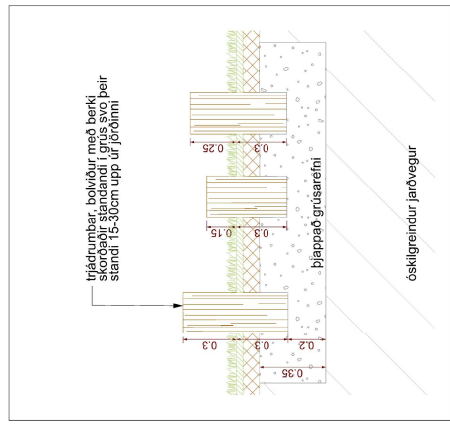 trjádrumbar, bolviður með berki
skorðaðir standandi í grús svo þeir
standi 15-30cm upp úr jörðinni
0.3
0.3
0.2
0.35
0.15
0.3
0.25
0.3
þjappað grúsarefni
óskilgreindur jarðvegur